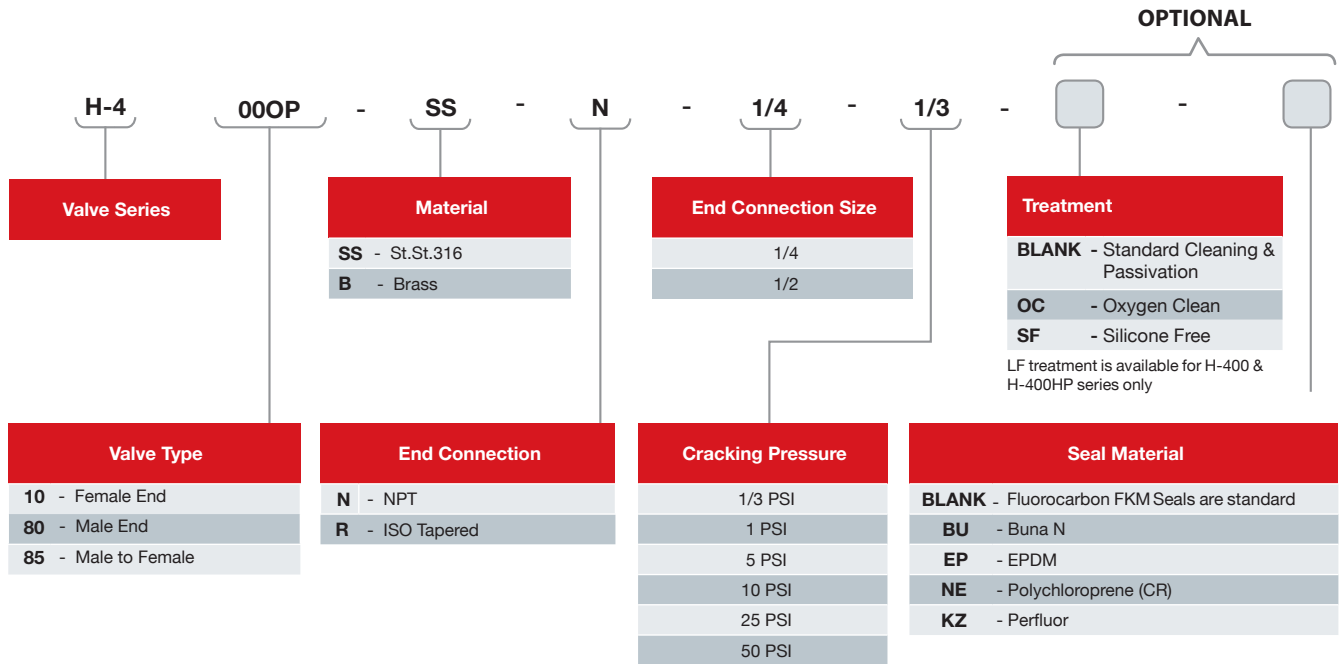 OPTIONAL
H-4 00OP - SS - N - 1/4 - 1/3 - -
Valve Series
Material
SS - St.St.316
B - Brass
End Connection Size
1/4
1/2
Treatment
BLANK - Standard Cleaning &
Passivation
OC - Oxygen Clean
SF - Silicone Free
LF treatment is available for H-400 &
H-400HP series only
Valve Type
10 - Female End
80 - Male End
85 - Male to Female
End Connection
N - NPT
R - ISO Tapered
Cracking Pressure
1/3 PSI
1 PSI
5 PSI
10 PSI
25 PSI
50 PSI
Seal Material
BLANK - Fluorocarbon FKM Seals are standard
BU - Buna N
EP - EPDM
NE - Polychloroprene (CR)
KZ - Perfluor